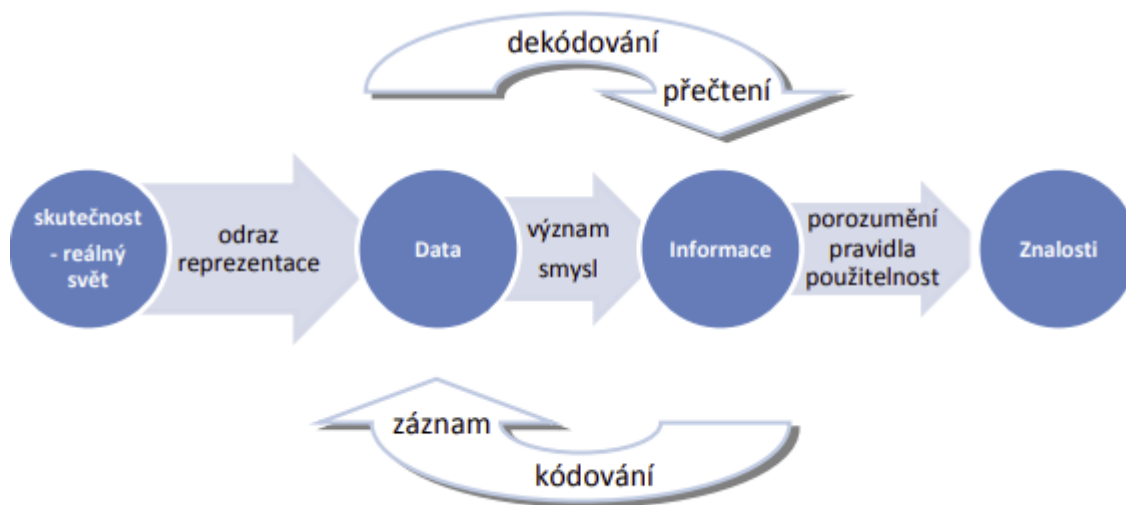 dekódování
přečtení
skutečnost
- reálný
svět
odraz
reprezentace
Data
význam
smysl
Informace
porozumění
pravidla
použitelnost
Znalosti
záznam
kódování